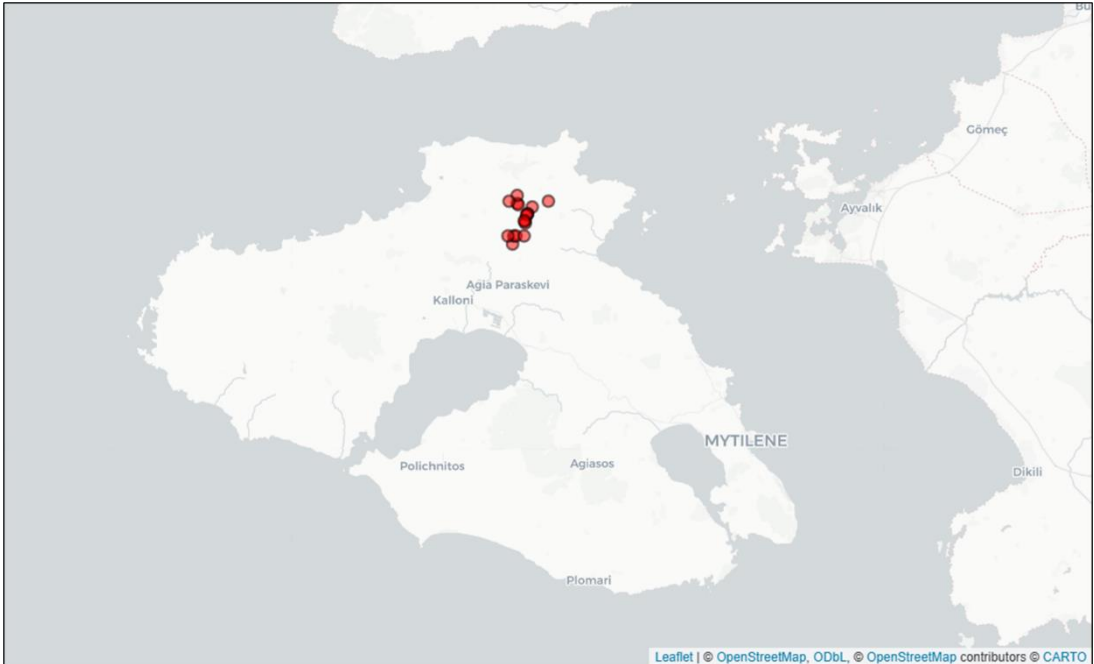 Gömeç
Ayvalık
Agia Paraskevi
Kalloni
MYTILENE
Polichnitos
Agiasos
Dikili
Plomari
Leaflet | © OpenStreetMap, ODbL, © OpenStreetMap contributors © CARTO